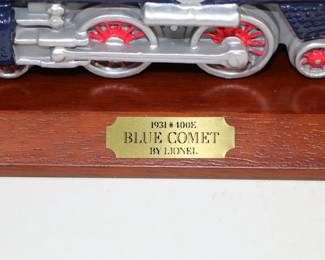 1931 # 400E
BLUE COMET
BY LIONEL